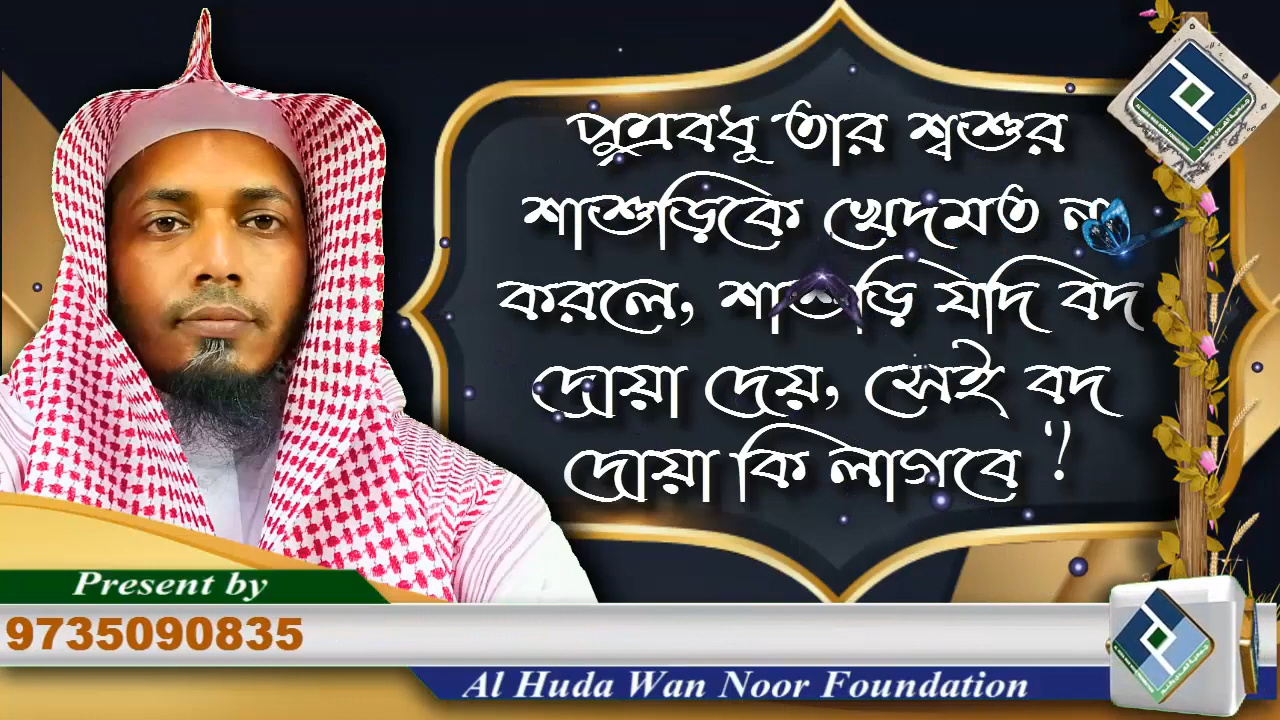 পুত্রবধূ তার শ্বশুর
শাশুড়িকে খেদমত না
করলে, শাশুড়ি যদি বদ
দোয়া দেয়, সেই বদ
দোয়া কি লাগবে ?
Present by
9735090835
Al Huda Wan Noor Foundation